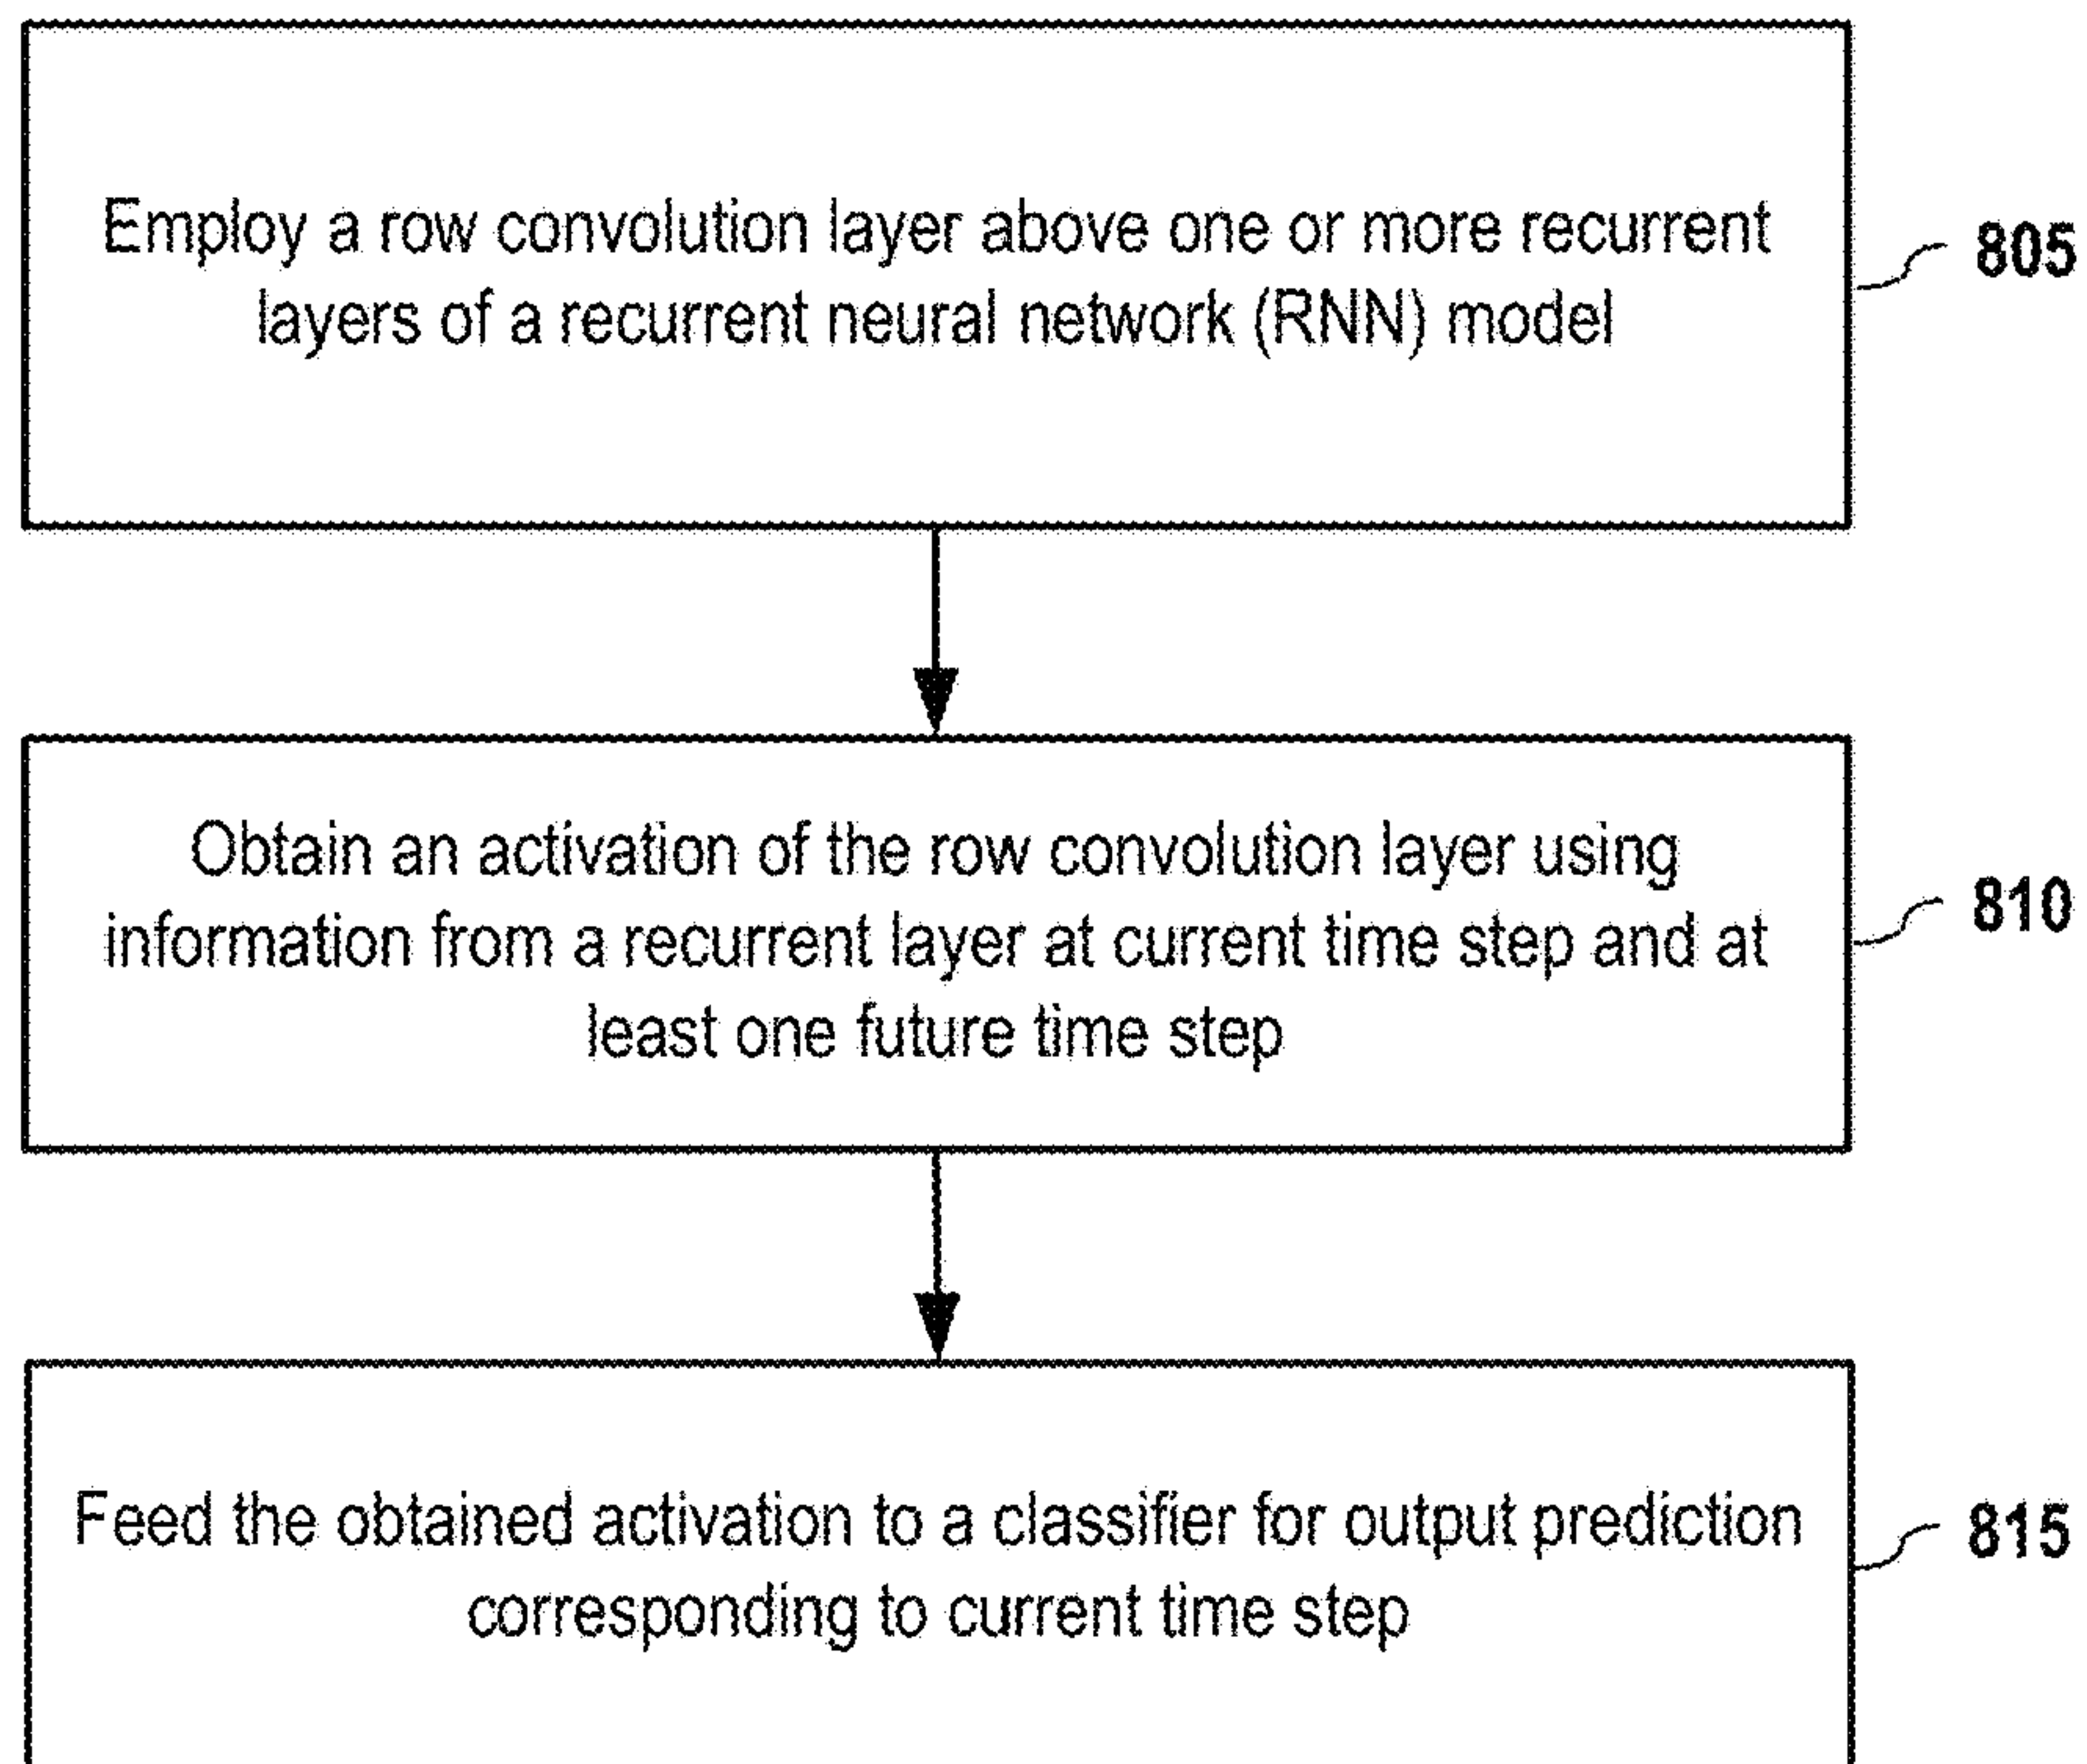 Employ a row convolution layer above one or more recurrent
layers of a recurrent neural network (RNN) model
805
Obtain an activation of the row convolution layer using
information from a recurrent layer at current time step and at
least one future time step
810
Feed the obtained activation to a classifier for output prediction
corresponding to current time step
815